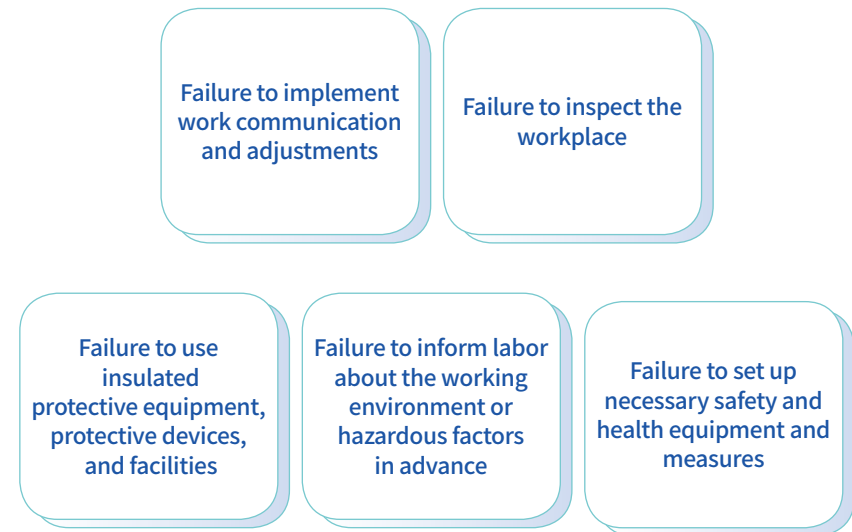 Failure to implement
work communication
and adjustments
Failure to inspect the
workplace
Failure to use
insulated
protective equipment,
protective devices,
and facilities
Failure to inform labor
about the working
environment or
hazardous factors
in advance
Failure to set up
necessary safety and
health equipment and
measures